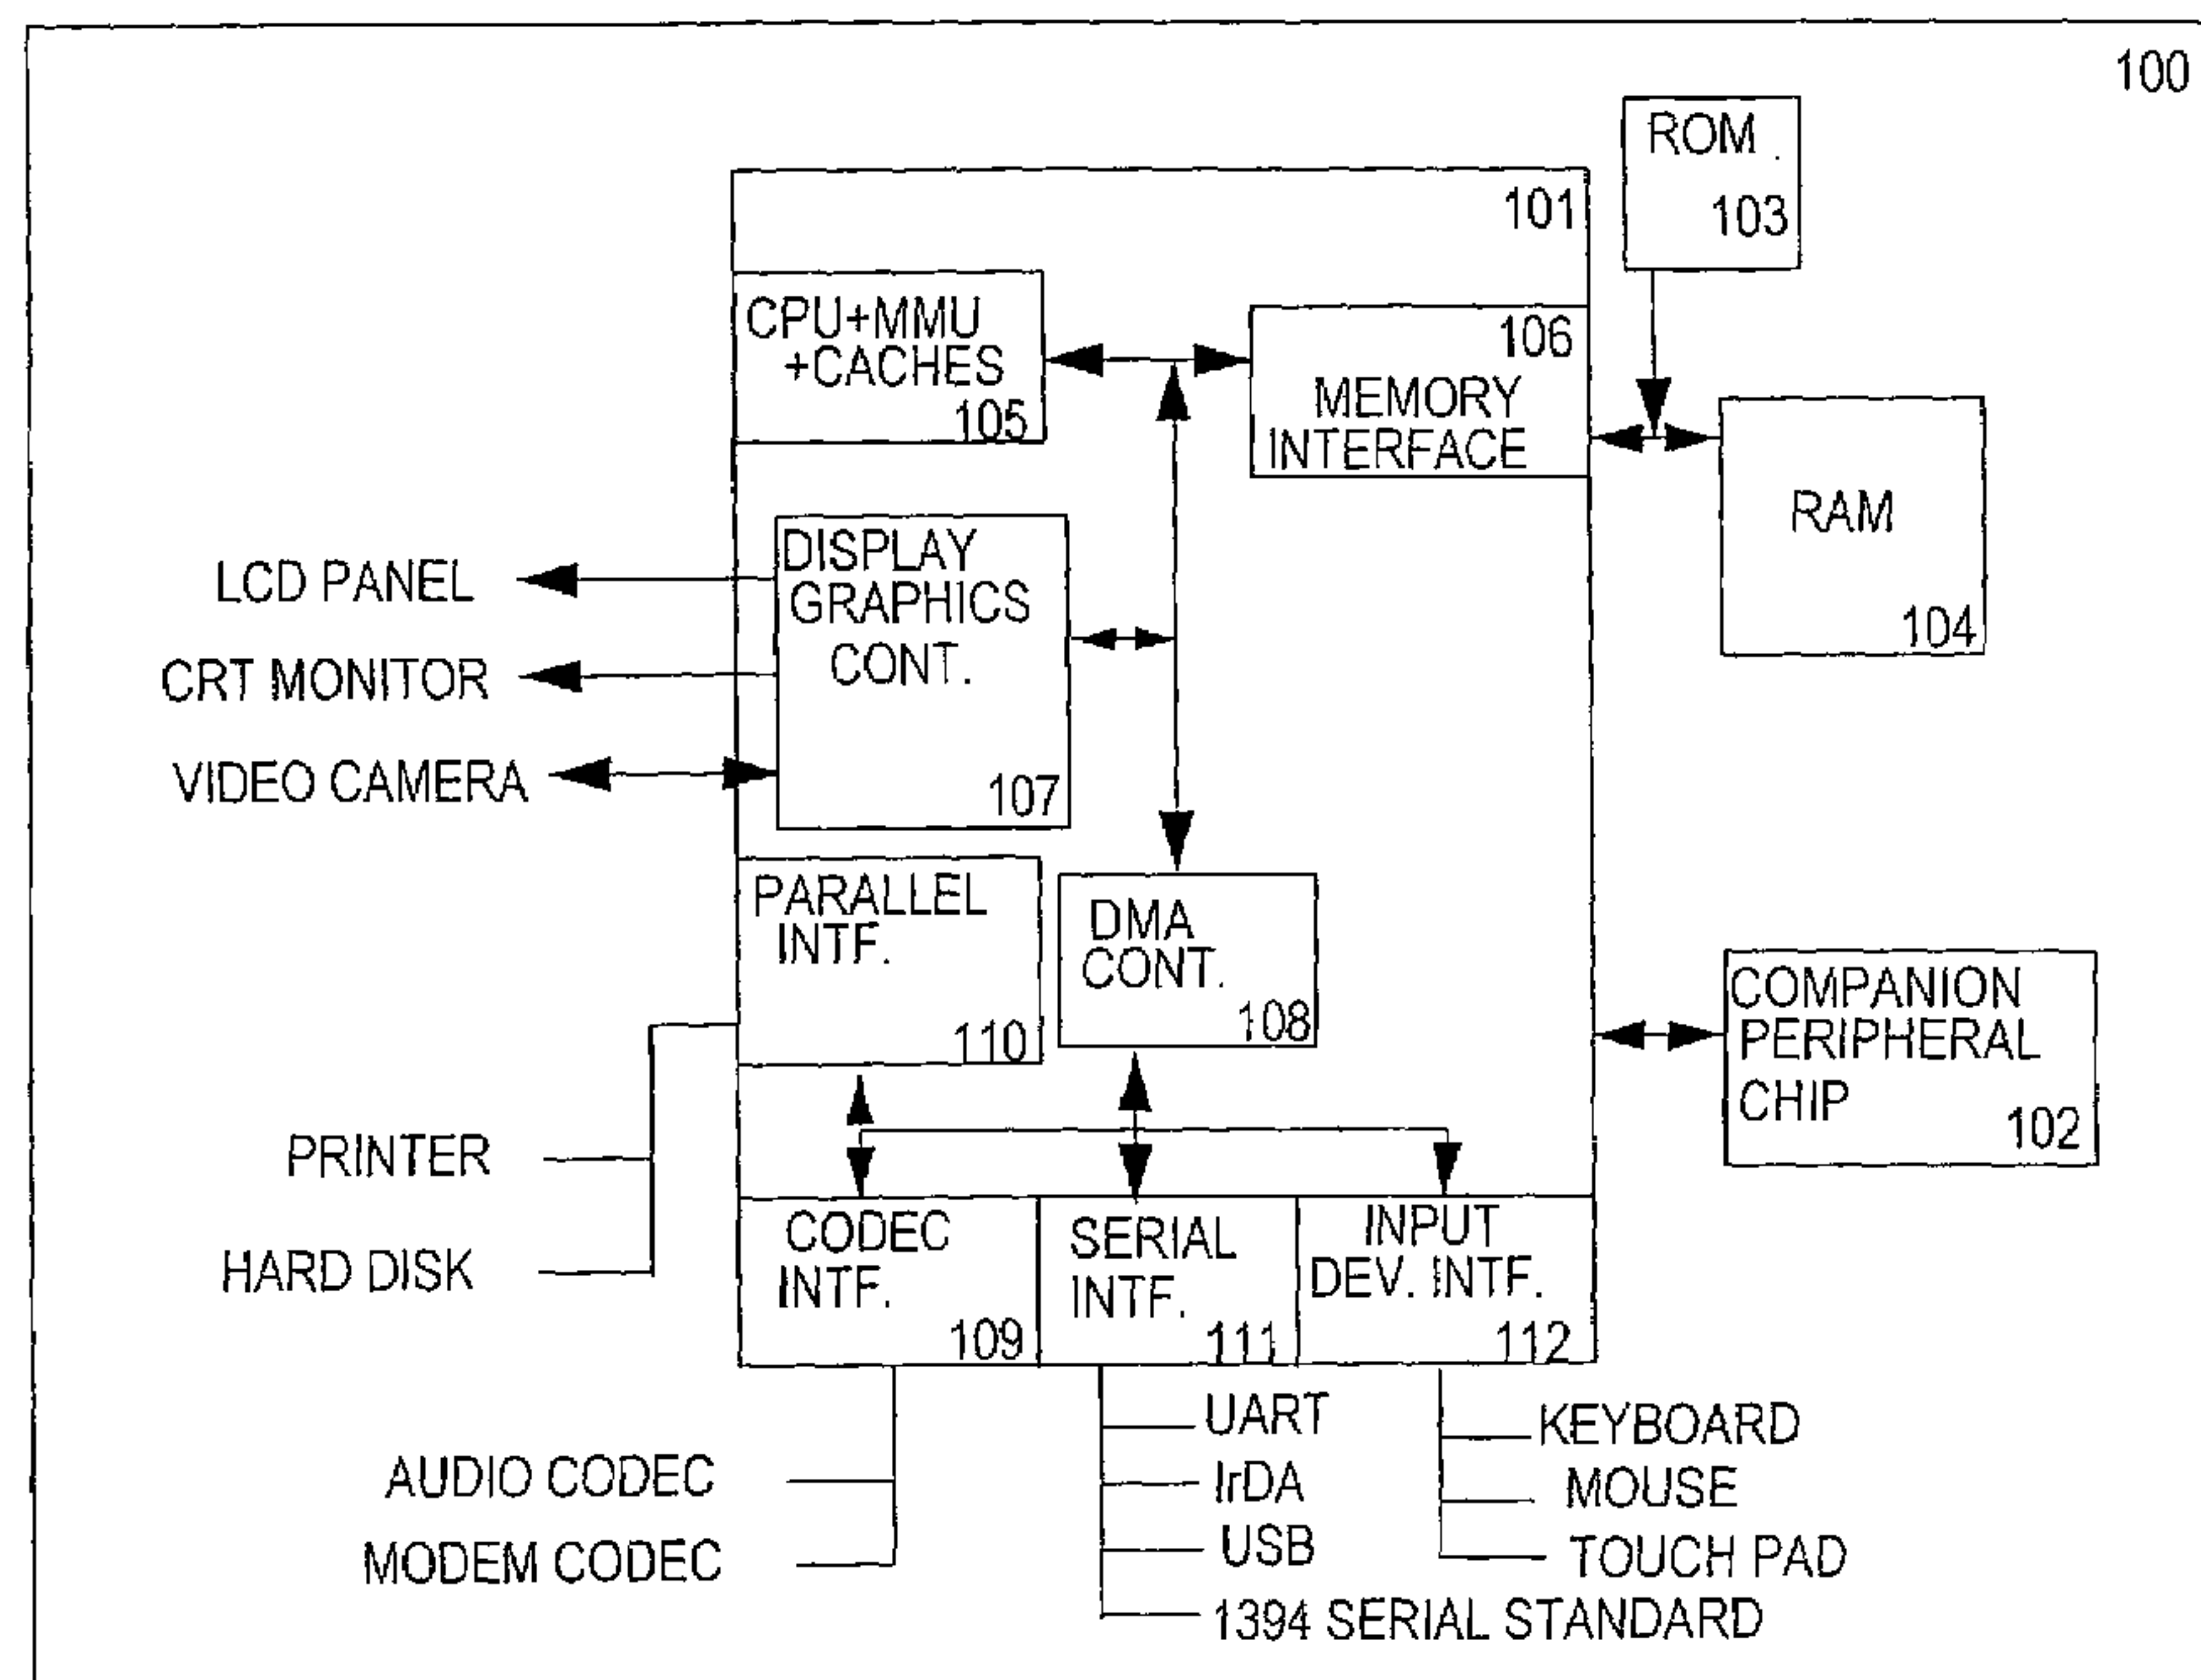 100
ROM
103
101
CPU+MMU
+CACHES
105
106
MEMORY
INTERFACE
RAM
104
DISPLAY
GRAPHICS
CONT.
107
LCD PANEL
CRT MONITOR
VIDEO CAMERA
PARALLEL
INTF.
110
DMA
CONT.
108
COMPANION
PERIPHERAL
CHIP
102
PRINTER
HARD DISK
CODEC
INTF.
109
SERIAL
INTF.
111
INPUT
DEV. INTF.
112
AUDIO CODEC
MODEM CODEC
UART
IrDA
USB
1394 SERIAL STANDARD
KEYBOARD
MOUSE
TOUCH PAD